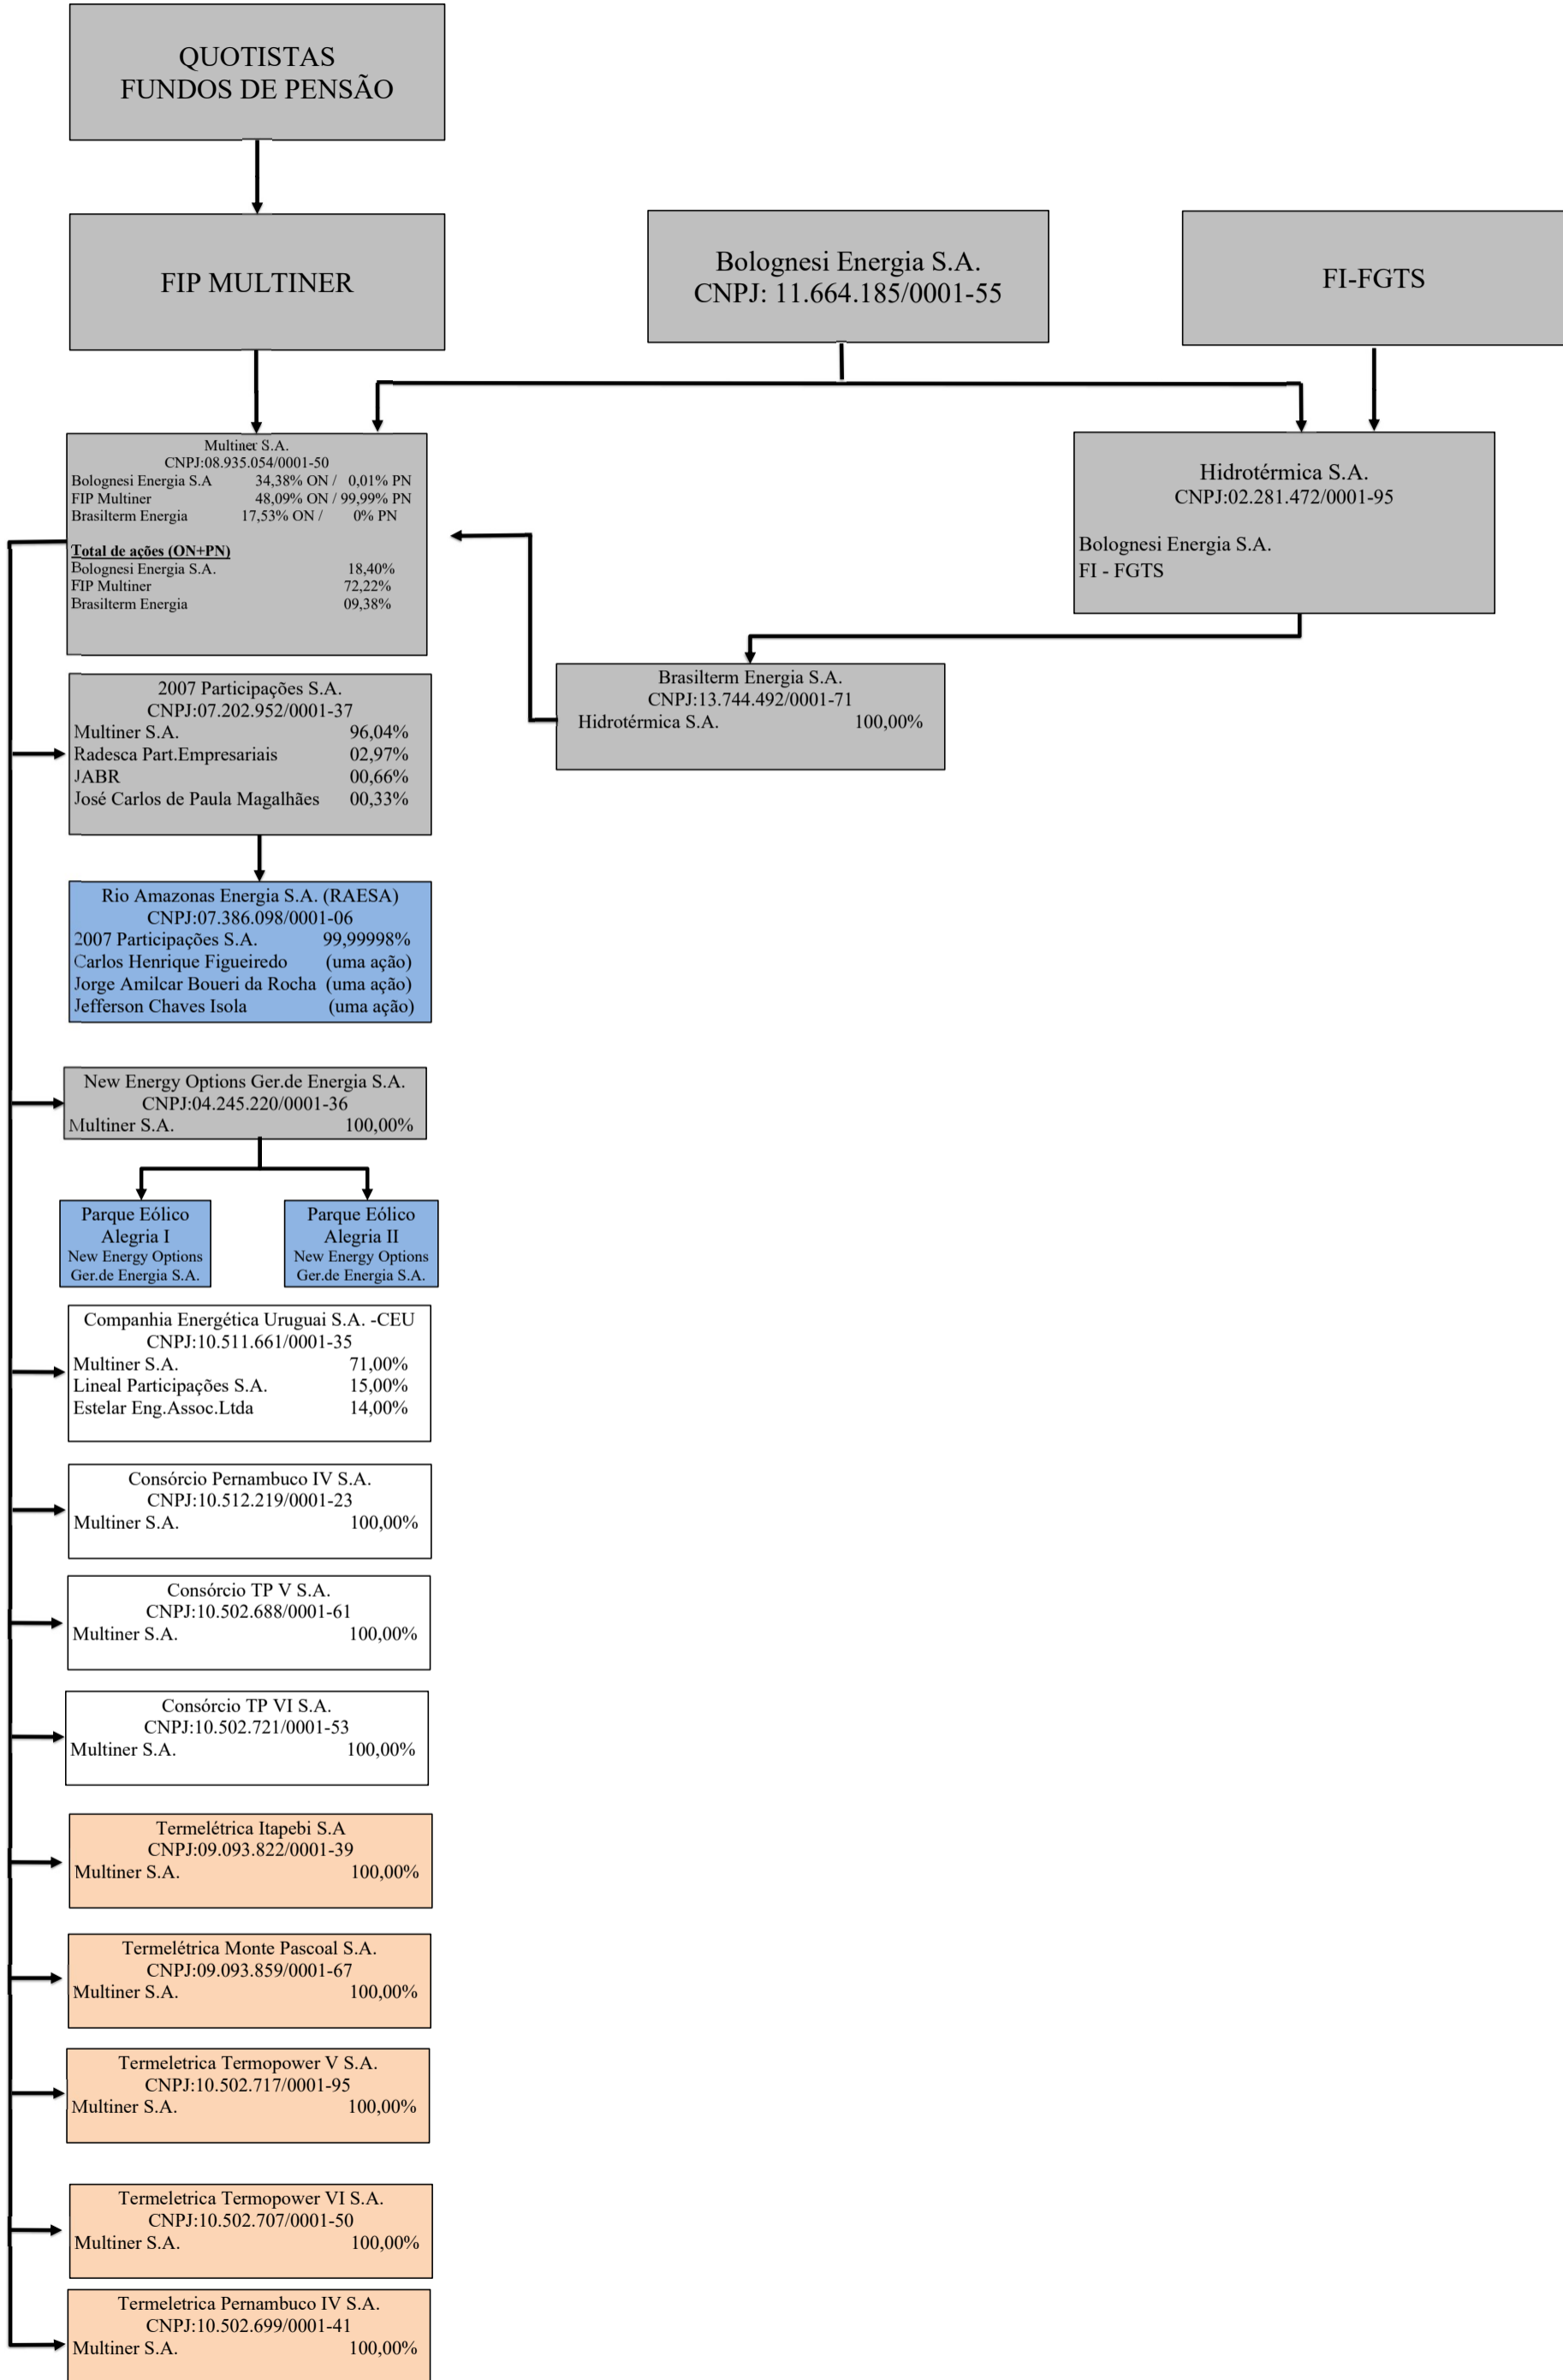 QUOTISTAS
FUNDOS DE PENSÃO
FIP MULTINER
Bolognesi Energia S.A.
CNPJ: 11.664.185/0001-55
FI-FGTS
Multiner S.A.
CNPJ:08.935.054/0001-50
Bolognesi Energia S.A 34,38% ON / 0,01% PN
FIP Multiner 48,09% ON / 99,99% PN
Brasilterm Energia 17,53% ON / 0% PN
Total de ações (ON+PN)
Bolognesi Energia S.A. 18,40%
FIP Multiner 72,22%
Brasilterm Energia 09,38%
Hidrotérmica S.A.
CNPJ:02.281.472/0001-95
Bolognesi Energia S.A.
FI - FGTS
Brasilterm Energia S.A.
CNPJ:13.744.492/0001-71
Hidrotérmica S.A. 100,00%
2007 Participações S.A.
CNPJ:07.202.952/0001-37
Multiner S.A. 96,04%
Radesca Part.Empresariais 02,97%
JABR 00,66%
José Carlos de Paula Magalhães 00,33%
Rio Amazonas Energia S.A. (RAESA)
CNPJ:07.386.098/0001-06
2007 Participações S.A. 99,99998%
Carlos Henrique Figueiredo (uma ação)
Jorge Amilcar Boueri da Rocha (uma ação)
Jefferson Chaves Isola (uma ação)
New Energy Options Ger.de Energia S.A.
CNPJ:04.245.220/0001-36
Multiner S.A. 100,00%
Parque Eólico
Alegria I
New Energy Options
Ger.de Energia S.A.
Parque Eólico
Alegria II
New Energy Options
Ger.de Energia S.A.
Companhia Energética Uruguai S.A. -CEU
CNPJ:10.511.661/0001-35
Multiner S.A. 71,00%
Lineal Participações S.A. 15,00%
Estelar Eng.Assoc.Ltda 14,00%
Consórcio Pernambuco IV S.A.
CNPJ:10.512.219/0001-23
Multiner S.A. 100,00%
Consórcio TP V S.A.
CNPJ:10.502.688/0001-61
Multiner S.A. 100,00%
Consórcio TP VI S.A.
CNPJ:10.502.721/0001-53
Multiner S.A. 100,00%
Termelétrica Itapebi S.A
CNPJ:09.093.822/0001-39
Multiner S.A. 100,00%
Termelétrica Monte Pascoal S.A.
CNPJ:09.093.859/0001-67
Multiner S.A. 100,00%
Termeletrica Termopower V S.A.
CNPJ:10.502.717/0001-95
Multiner S.A. 100,00%
Termeletrica Termopower VI S.A.
CNPJ:10.502.707/0001-50
Multiner S.A. 100,00%
Termeletrica Pernambuco IV S.A.
CNPJ:10.502.699/0001-41
Multiner S.A. 100,00%